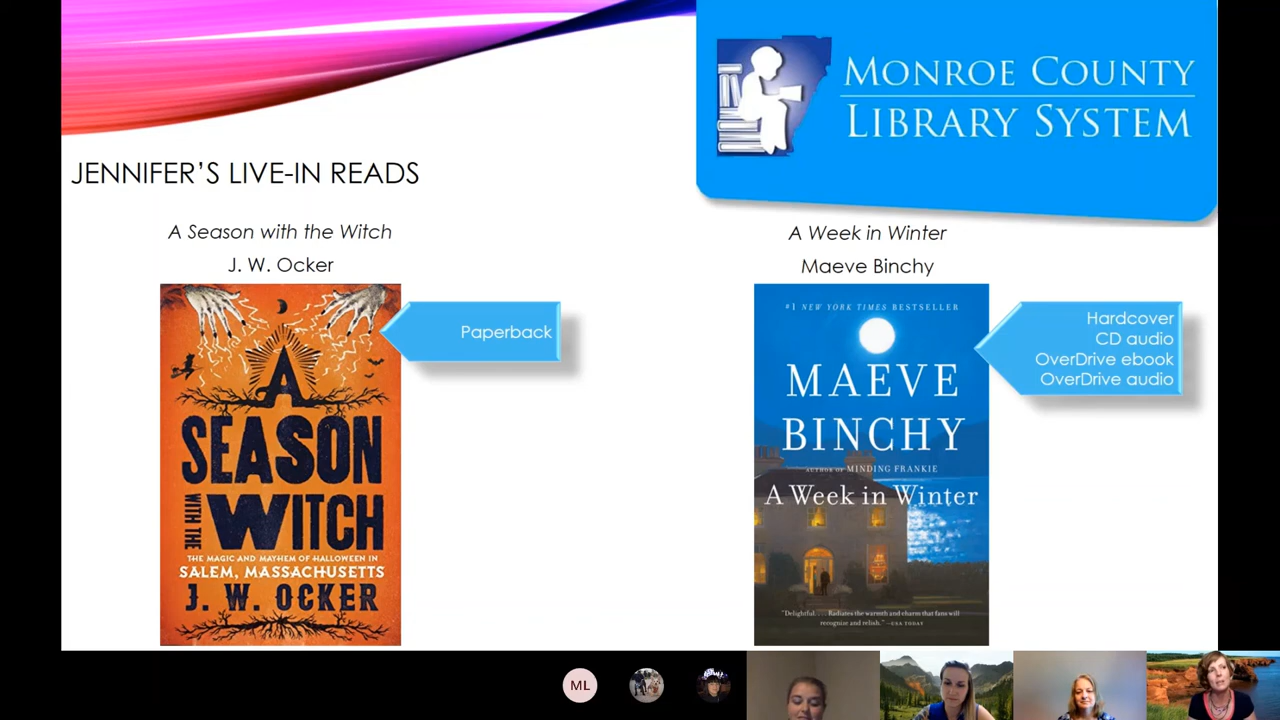 MONROE COUNTY
LIBRARY SYSTEM
JENNIFER'S LIVE-IN READS
A Season with the Witch
J. W. Ocker
A
SEASON
WITH THE
WITCH
THE MAGIC AND MAYHEM OF HALLOWEEN IN
SALEM, MASSACHUSETTS
J. W. OCKER
Paperback
A Week in Winter
Maeve Binchy
#1 NEW YORK TIMES BESTSELLER
MAEVE
BINCHY
AUTHOR OF MINDING FRANKIE
A Week in Winter
"Delightful. . . . Radiates the warmth and charm that fans will
recognize and relish." —USA TODAY
Hardcover
CD audio
OverDrive ebook
OverDrive audio
ML